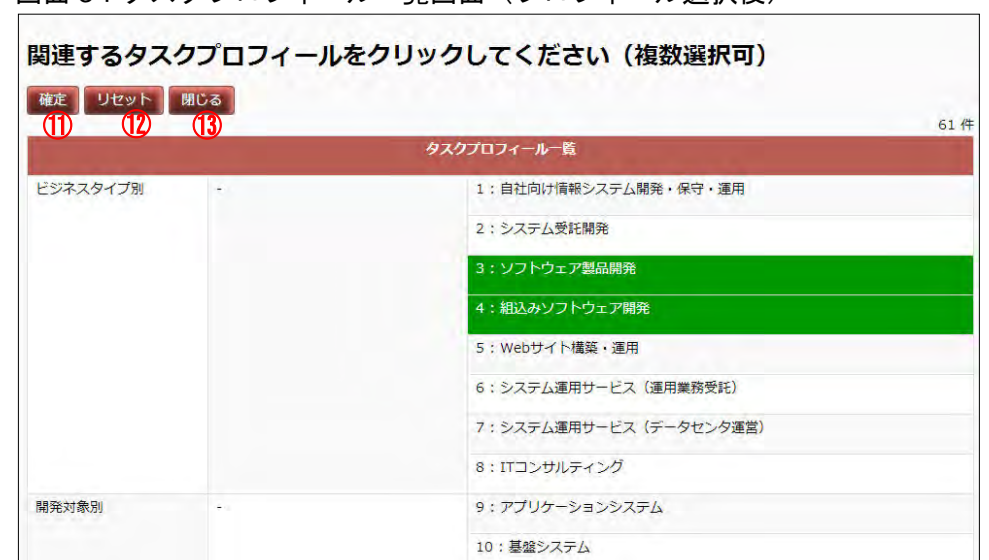 関連するタスクプロフィールをクリックしてください（複数選択可）
確定 リセット 閉じる
⑪ ⑫ ⑬
61 件
タスクプロフィール一覧
ビジネスタイプ別 - 1：自社向け情報システム開発・保守・運用
2：システム受託開発
3：ソフトウェア製品開発
4：組込みソフトウェア開発
5：Webサイト構築・運用
6：システム運用サービス（運用業務受託）
7：システム運用サービス（データセンタ運営）
8：ITコンサルティング
開発対象別 - 9：アプリケーションシステム
10：基盤システム